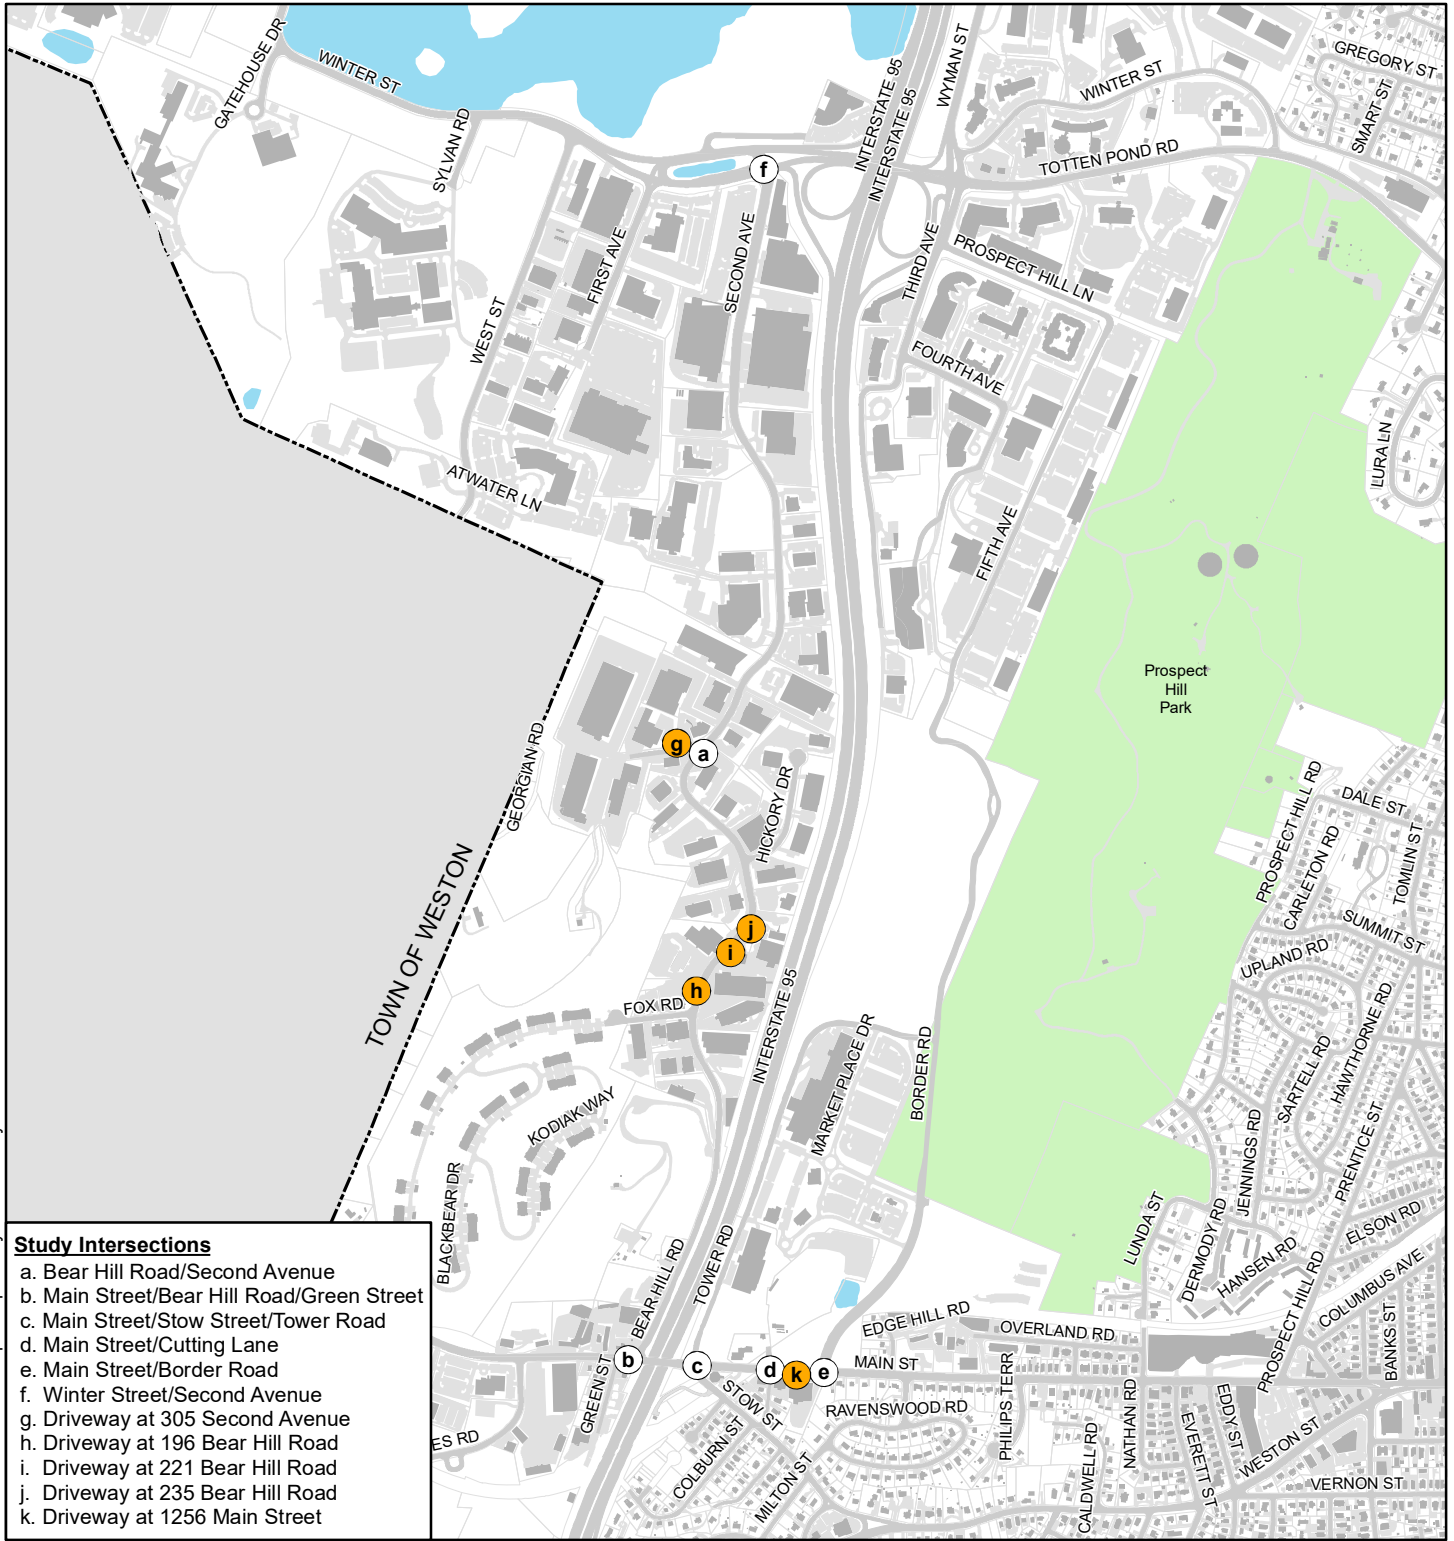 GATEHOUSE DR
WINTER ST
SYLVAN RD
INTERSTATE 95
INTERSTATE 95
WYMAN ST
WINTER ST
GREGORY ST
SMART ST
TOTTEN POND RD
f
WEST ST
FIRST AVE
SECOND AVE
THIRD AVE
PROSPECT HILL LN
FOURTH AVE
ATWATER LN
FIFTH AVE
LURA LN
Prospect
Hill
Park
GEORGIAN RD
g
a
HICKORY DR
PROSPECT HILL RD
DALE ST
CARLETON RD
TOMLIN ST
TOWN OF WESTON
j
i
h
FOX RD
SUMMIT ST
UPLAND RD
INTERSTATE 95
MARKET PLACE DR
BORDER RD
HAWTHORNE RD
SARTELL RD
KODIAK WAY
JENNINGS RD
PRENTICE ST
BLACKBEAR DR
LUNDA ST
DERMODY RD
ELSON RD
HANSEN RD
COLUMBUS AVE
BEAR HILL RD
TOWER RD
PROSPECT HILL RD
BANKS ST
EDGE HILL RD
OVERLAND RD
b
c
d
k
e
MAIN ST
GREEN ST
STOW ST
RAVENSWOOD RD
PHILIPS TERR
NATHAN RD
EDDY ST
EVERETT ST
WESTON ST
ES RD
COLBURN ST
MILTON ST
CALDWELL RD
VERNON ST
Study Intersections
a. Bear Hill Road/Second Avenue
b. Main Street/Bear Hill Road/Green Street
c. Main Street/Stow Street/Tower Road
d. Main Street/Cutting Lane
e. Main Street/Border Road
f. Winter Street/Second Avenue
g. Driveway at 305 Second Avenue
h. Driveway at 196 Bear Hill Road
i. Driveway at 221 Bear Hill Road
j. Driveway at 235 Bear Hill Road
k. Driveway at 1256 Main Street